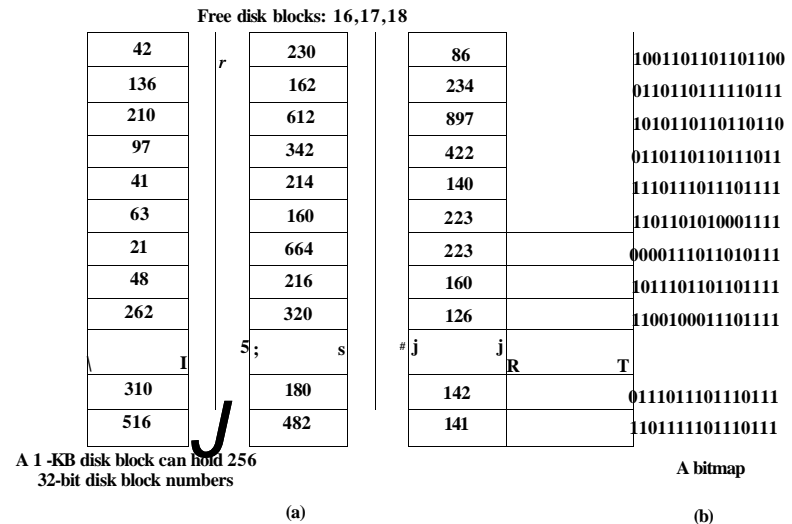 Free disk blocks: 16,17,18
42 230 86 1001101101101100
r
136 162 234 0110110111110111
210 612 897 1010110110110110
97 342 422 0110110110111011
41 214 140 1110111011101111
63 160 223 1101101010001111
21 664 223 0000111011010111
48 216 160 1011101101101111
262 320 126 1100100011101111
\ I 5; s # j j R T
310 180 142 0111011101110111
516 J 482 141 1101111101110111
A 1 -KB disk block can hold 256
32-bit disk block numbers
A bitmap
(a) (b)